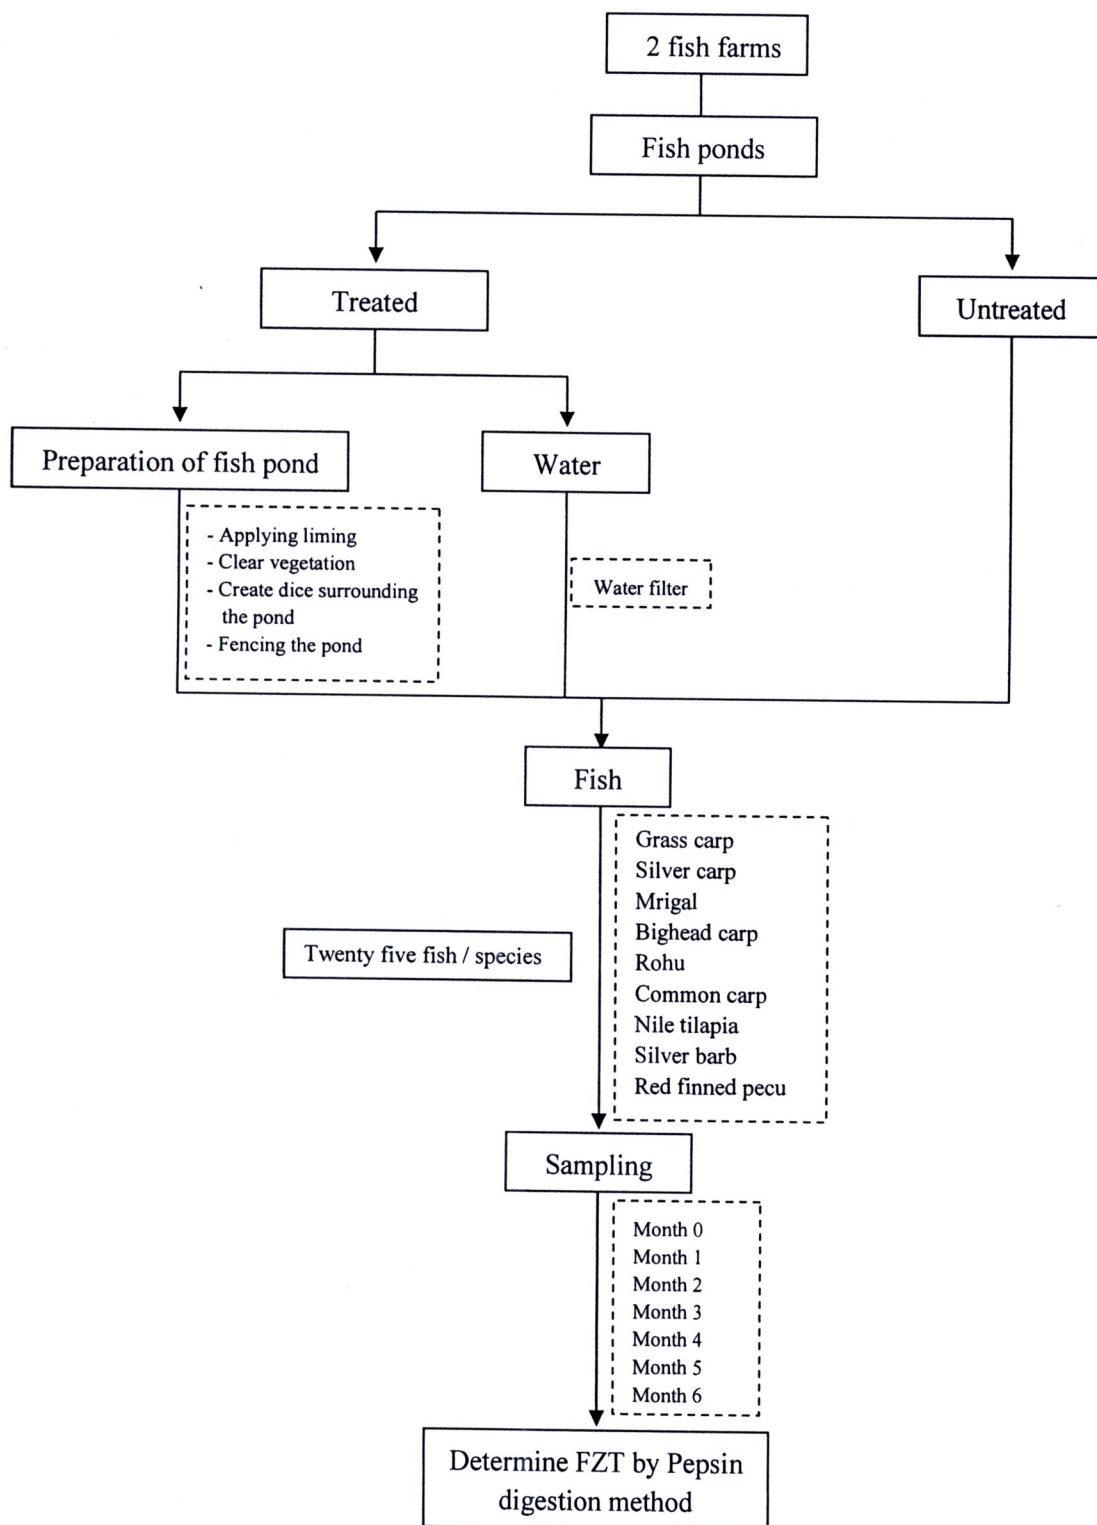 2 fish farms
Fish ponds
Treated
Untreated
Preparation of fish pond
Water
- Applying liming
- Clear vegetation
- Create dice surrounding
the pond
- Fencing the pond
Water filter
Fish
Grass carp
Silver carp
Mrigal
Bighead carp
Rohu
Common carp
Nile tilapia
Silver barb
Red finned pecu
Twenty five fish / species
Sampling
Month 0
Month 1
Month 2
Month 3
Month 4
Month 5
Month 6
Determine FZT by Pepsin
digestion method